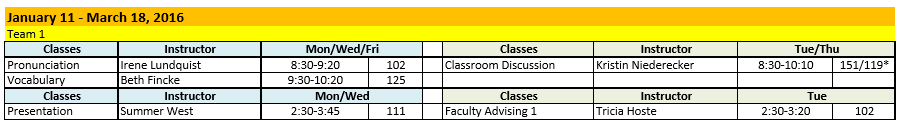 January 11 - March 18, 2016
Team 1
Classes Instructor Mon/Wed/Fri Classes Instructor Tue/Thu
Pronunciation Irene Lundquist 8:30-9:20 102 Classroom Discussion Kristin Niederecker 8:30-10:10 151/119*
Vocabulary Beth Fincke 9:30-10:20 125
Classes Instructor Mon/Wed Classes Instructor Tue
Presentation Summer West 2:30-3:45 111 Faculty Advising 1 Tricia Hoste 2:30-3:20 102